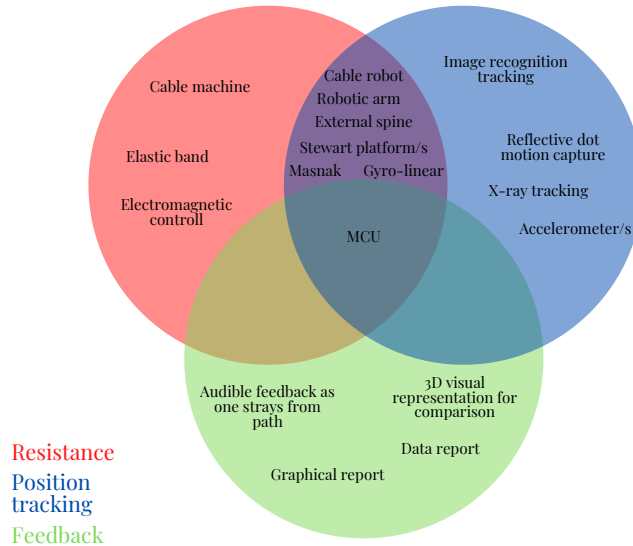 Cable machine
Elastic band
Electromagnetic
controll
Cable robot
Robotic arm
External spine
Stewart platform/s
Masnak Gyro-linear
Image recognition
tracking
Reflective dot
motion capture
X-ray tracking
Accelerometer/s
MCU
Audible feedback as
one strays from
path
3D visual
representation for
comparison
Data report
Graphical report
Resistance
Position
tracking
Feedback